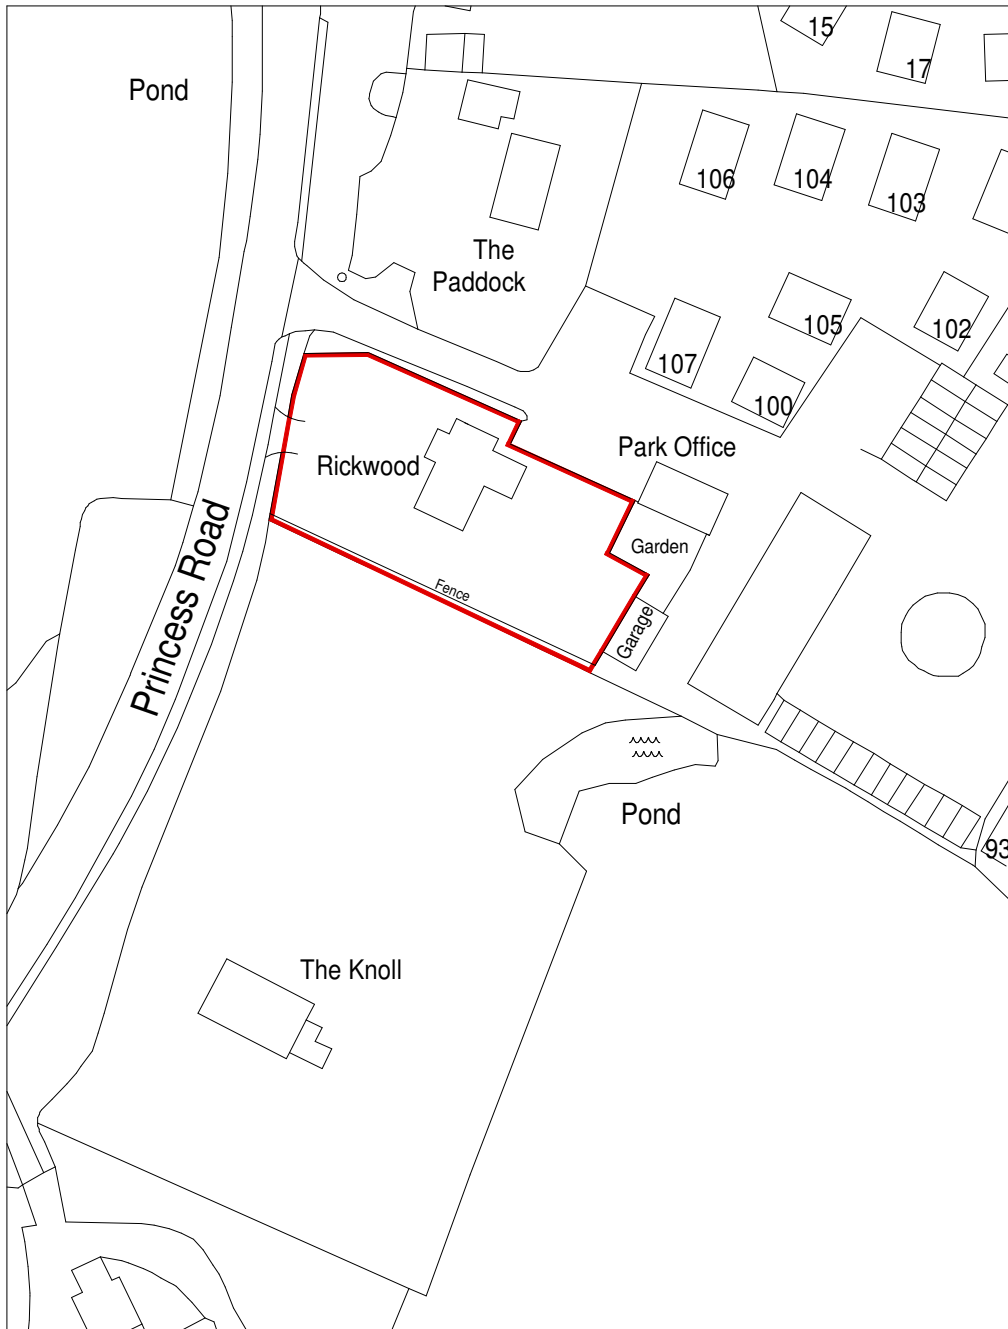 15
17
Pond
106
104
103
The
Paddock
105
102
107
100
Park Office
Rickwood
Garden
Fence
Garage
Princess Road
Pond
93
The Knoll